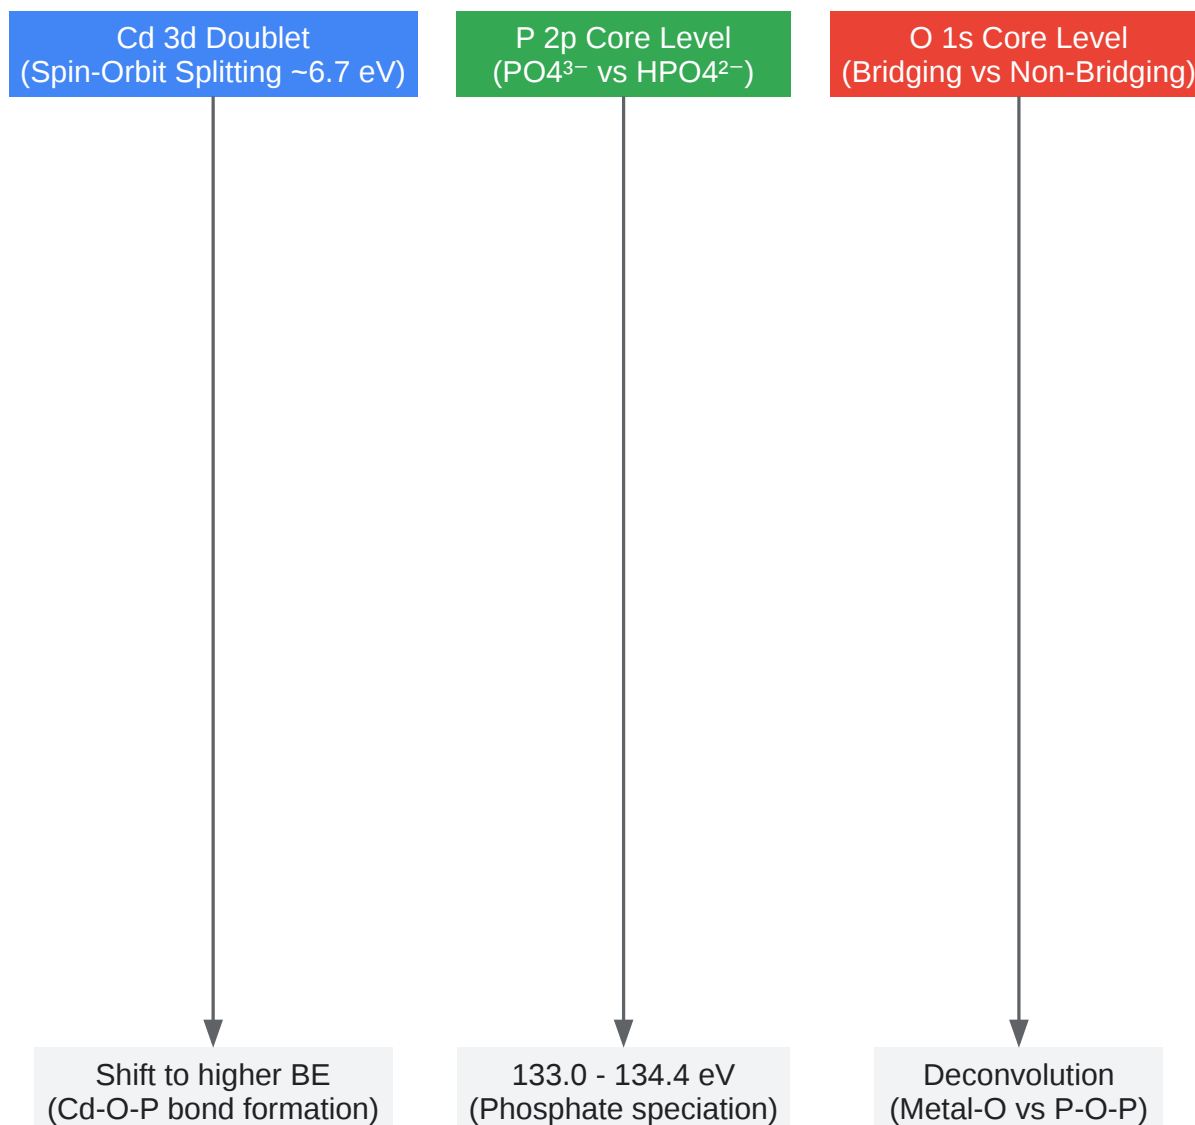 Cd 3d Doublet
(Spin-Orbit Splitting ~6.7 eV)
P 2p Core Level
(PO4³⁻ vs HPO4²⁻)
O 1s Core Level
(Bridging vs Non-Bridging)
Shift to higher BE
(Cd-O-P bond formation)
133.0 - 134.4 eV
(Phosphate speciation)
Deconvolution
(Metal-O vs P-O-P)